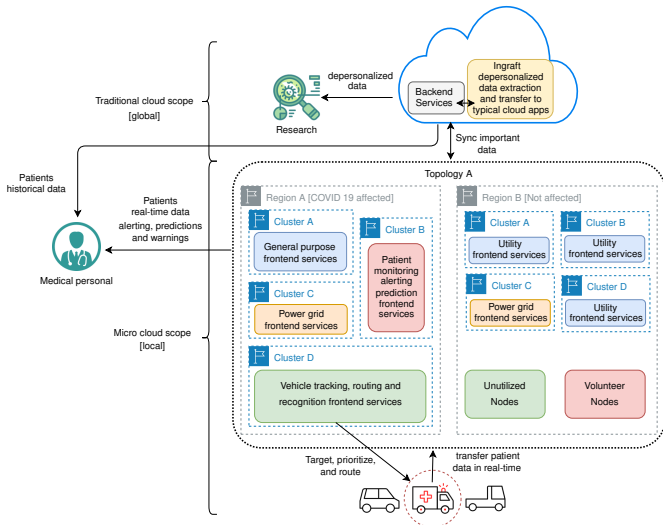 Ingraft
depersonalized
data extraction
and transfer to
typical cloud apps
Backend
Services
depersonalized
data
Research
Traditional cloud scope
[global]
Sync important
data
Patients
historical data
Patients
real-time data
alerting, predictions
and warnings
Medical personal
Micro cloud scope
[local]
Topology A
Region A [COVID 19 affected]
Cluster A
General purpose
frontend services
Cluster B
Patient
monitoring
alerting
prediction
frontend
services
Cluster C
Power grid
frontend services
Cluster D
Vehicle tracking, routing and
recognition frontend services
Region B [Not affected]
Cluster A
Utility
frontend services
Cluster B
Utility
frontend services
Cluster C
Power grid
frontend services
Cluster D
Utility
frontend services
Unutilized
Nodes
Volunteer
Nodes
Target, prioritize,
and route
transfer patient
data in real-time